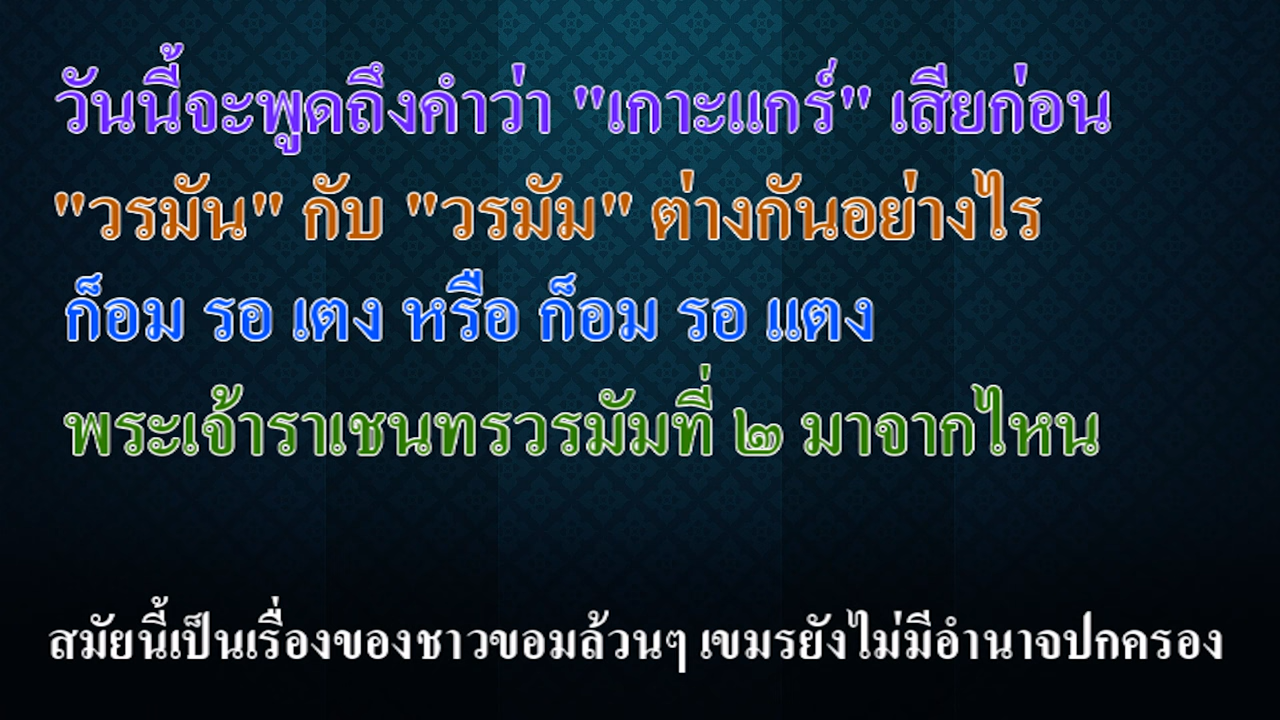 วันนี้จะพูดถึงคำว่า "เกาะแกร์" เสียก่อน
"วรมัน" กับ "วรมัม" ต่างกันอย่างไร
ก็อม รอ เตง หรือ ก็อม รอ แตง
พระเจ้าราเชนทรวรมัมที่ ๒ มาจากไหน
สมัยนี้เป็นเรื่องของชาวขอมล้วนๆ เขมรยังไม่มีอำนาจปกครอง